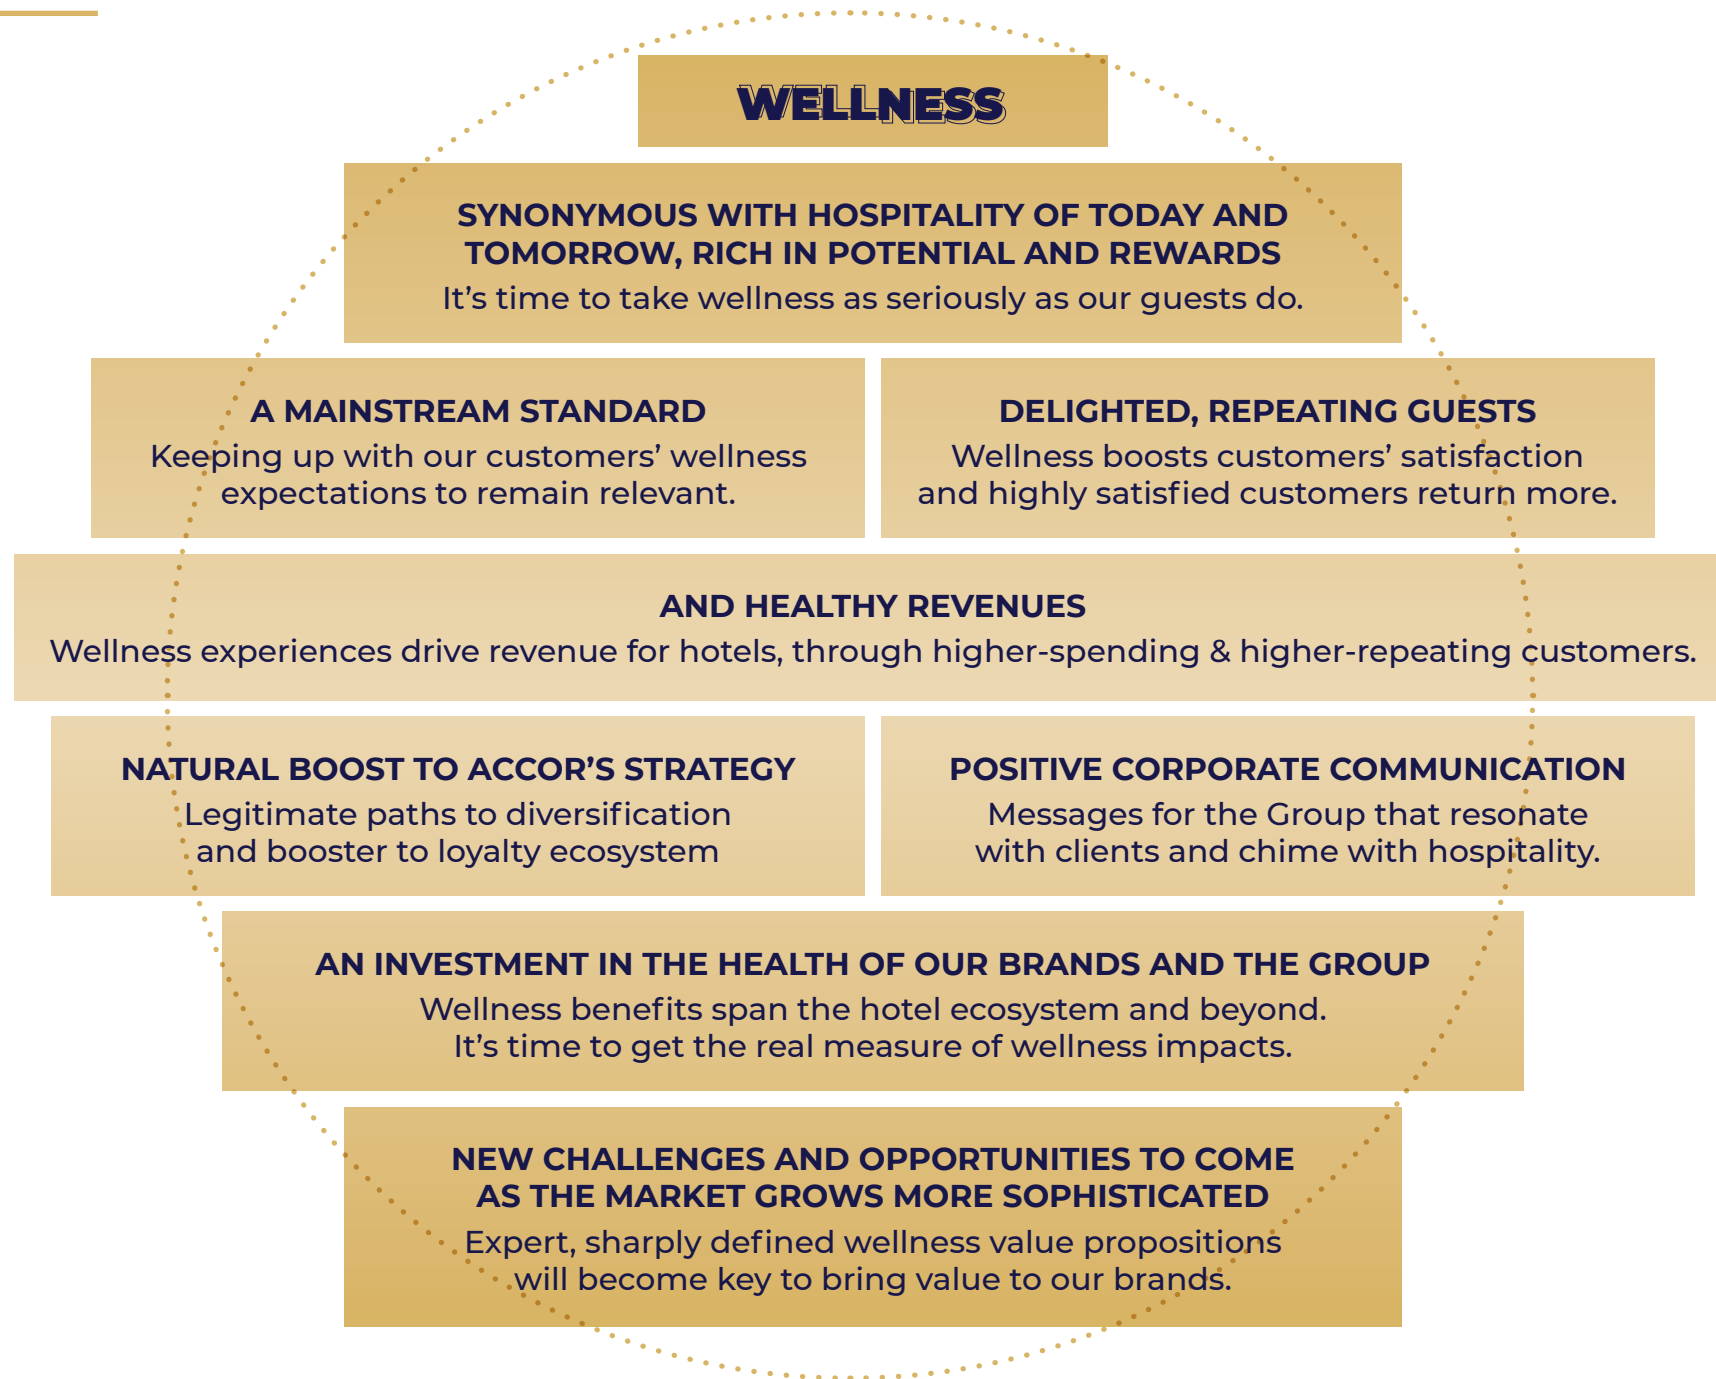 WELLNESS
SYNONYMOUS WITH HOSPITALITY OF TODAY AND
TOMORROW, RICH IN POTENTIAL AND REWARDS
It’s time to take wellness as seriously as our guests do.
A MAINSTREAM STANDARD
Keeping up with our customers’ wellness
expectations to remain relevant.
DELIGHTED, REPEATING GUESTS
Wellness boosts customers’ satisfaction
and highly satisfied customers return more.
AND HEALTHY REVENUES
Wellness experiences drive revenue for hotels, through higher-spending & higher-repeating customers.
NATURAL BOOST TO ACCOR’S STRATEGY
Legitimate paths to diversification
and booster to loyalty ecosystem
POSITIVE CORPORATE COMMUNICATION
Messages for the Group that resonate
with clients and chime with hospitality.
AN INVESTMENT IN THE HEALTH OF OUR BRANDS AND THE GROUP
Wellness benefits span the hotel ecosystem and beyond.
It’s time to get the real measure of wellness impacts.
NEW CHALLENGES AND OPPORTUNITIES TO COME
AS THE MARKET GROWS MORE SOPHISTICATED
Expert, sharply defined wellness value propositions
will become key to bring value to our brands.